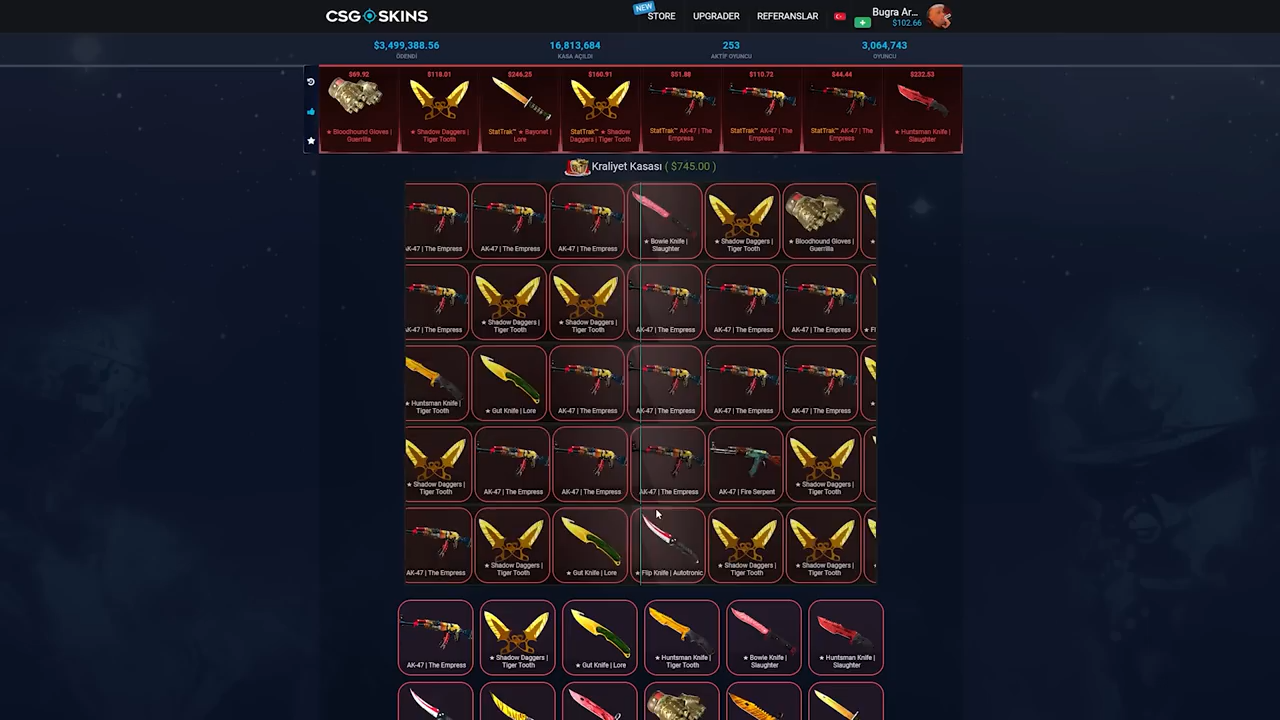 CSGOSKINS
NEW
STORE
UPGRADER
REFERANSLAR
Bugra Ar...
$102.66
$3,499,388.56
ÖDENDİ
16,813,684
KASA AÇILDI
253
AKTİF OYUNCU
3,064,743
OYUNCU
$69.92
★ Bloodhound Gloves |
Guerrilla
$118.01
★ Shadow Daggers |
Tiger Tooth
$246.25
StatTrak™ ★ Bayonet |
Lore
$160.91
StatTrak™ ★ Shadow
Daggers | Tiger Tooth
$51.88
StatTrak™ AK-47 | The
Empress
$110.72
StatTrak™ AK-47 | The
Empress
$44.44
StatTrak™ AK-47 | The
Empress
$232.53
★ Huntsman Knife |
Slaughter
Kraliyet Kasası ( $745.00 )
AK-47 | The Empress
AK-47 | The Empress
AK-47 | The Empress
★ Bowie Knife |
Slaughter
★ Shadow Daggers |
Tiger Tooth
★ Bloodhound Gloves |
Guerrilla
★
AK-47 | The Empress
★ Shadow Daggers |
Tiger Tooth
★ Shadow Daggers |
Tiger Tooth
AK-47 | The Empress
AK-47 | The Empress
AK-47 | The Empress
★ Fl
★ Huntsman Knife |
Tiger Tooth
★ Gut Knife | Lore
AK-47 | The Empress
AK-47 | The Empress
AK-47 | The Empress
AK-47 | The Empress
★
★ Shadow Daggers |
Tiger Tooth
AK-47 | The Empress
AK-47 | The Empress
AK-47 | The Empress
AK-47 | Fire Serpent
★ Shadow Daggers |
Tiger Tooth
★
AK-47 | The Empress
★ Shadow Daggers |
Tiger Tooth
★ Gut Knife | Lore
★ Flip Knife | Autotronic
★ Shadow Daggers |
Tiger Tooth
★ Shadow Daggers |
Tiger Tooth
★
AK-47 | The Empress
★ Shadow Daggers |
Tiger Tooth
★ Gut Knife | Lore
★ Huntsman Knife |
Tiger Tooth
★ Bowie Knife |
Slaughter
★ Huntsman Knife |
Slaughter